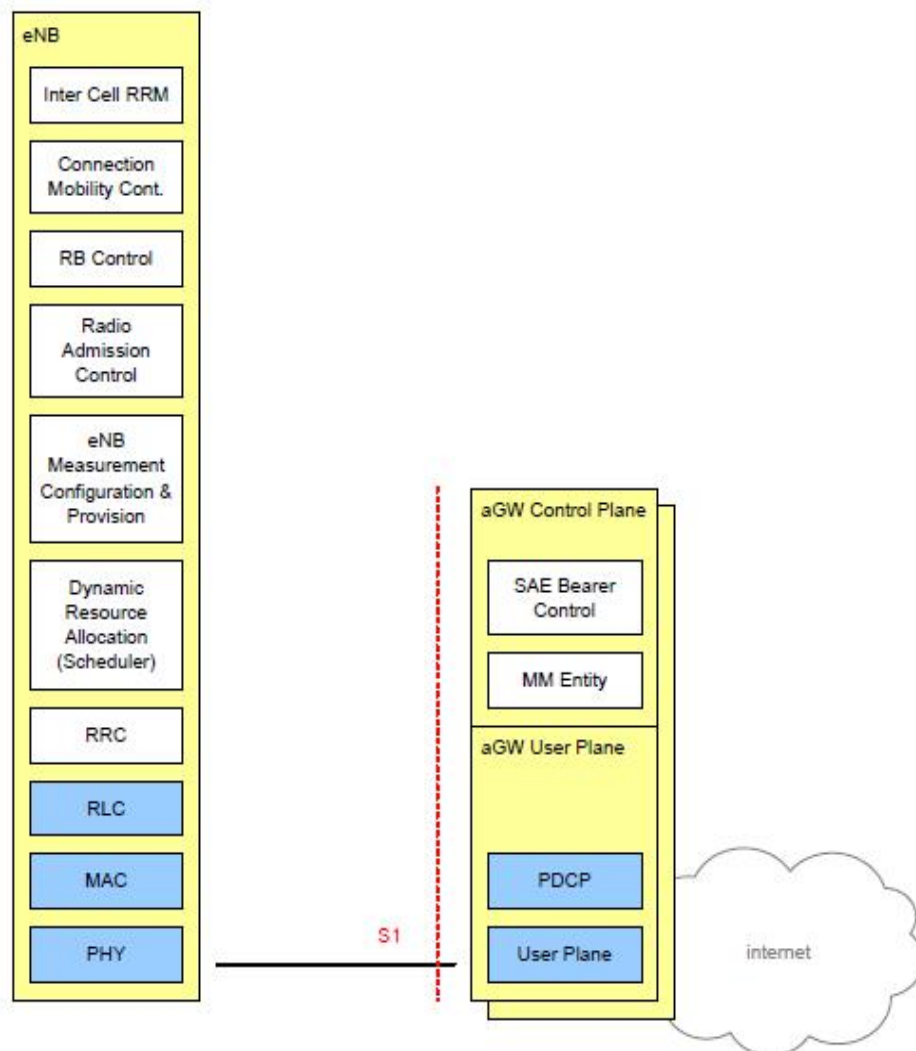 eNB
Inter Cell RRM
Connection
Mobility Cont.
RB Control
Radio
Admission
Control
eNB
Measurement
Configuration &
Provision
Dynamic
Resource
Allocation
(Scheduler)
RRC
RLC
MAC
PHY
S1
aGW Control Plane
SAE Bearer
Control
MM Entity
aGW User Plane
PDCP
User Plane
internet